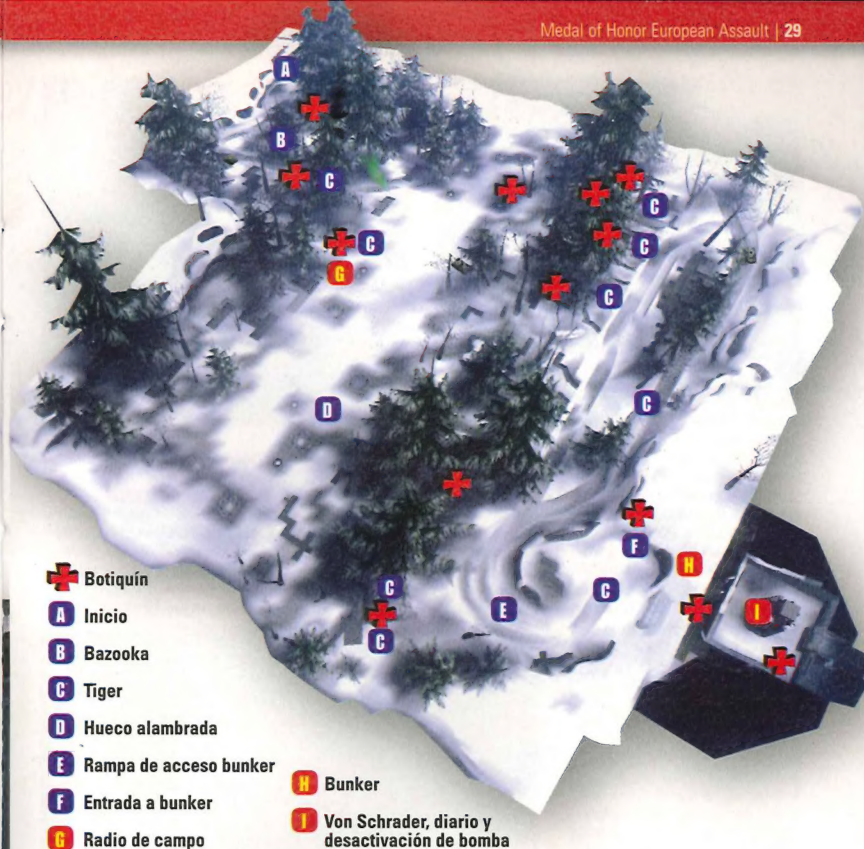 Medal of Honor European Assault | 29
A
B
C
C
G
C
C
C
D
C
F
H
C
C
E
I
C
Botiquín
A Inicio
B Bazooka
C Tiger
D Hueco alambrada
E Rampa de acceso bunker
F Entrada a bunker
G Radio de campo
H Bunker
I Von Schrader, diario y
desactivación de bomba